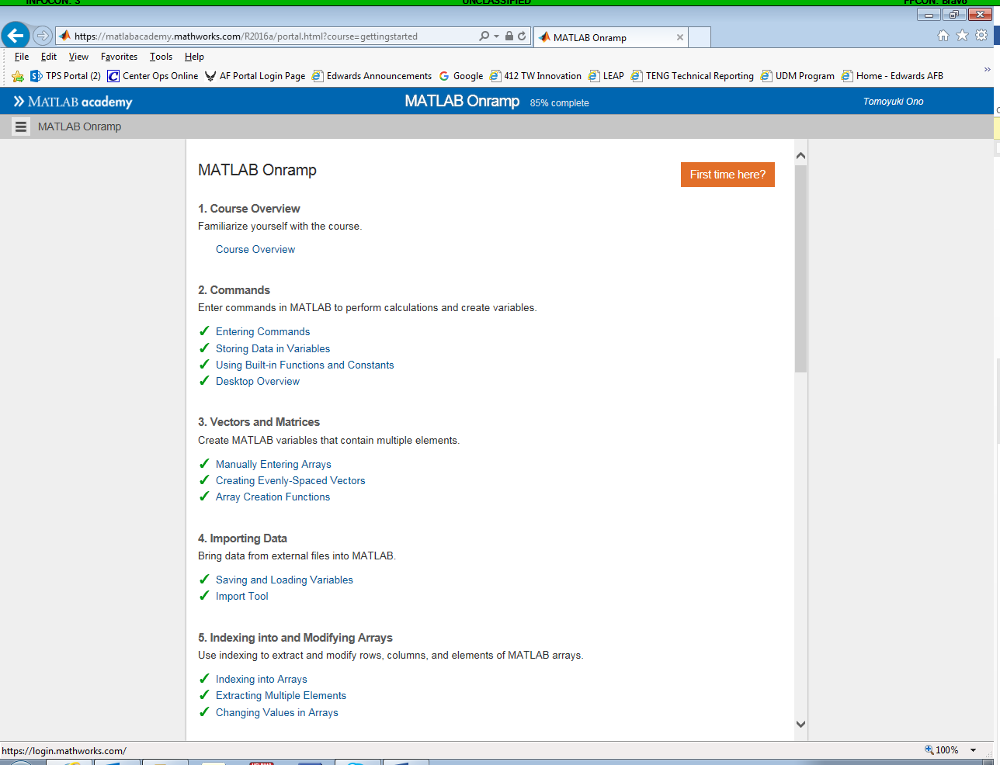 INFOCON: 3 UNCLASSIFIED FPCON: Bravo
https://matlabacademy.mathworks.com/R2016a/portal.html?course=gettingstarted
MATLAB Onramp
File Edit View Favorites Tools Help
TPS Portal (2) Center Ops Online AF Portal Login Page Edwards Announcements Google 412 TW Innovation LEAP TENG Technical Reporting UDM Program Home - Edwards AFB
MATLAB academy MATLAB Onramp 85% complete Tomoyuki Ono
MATLAB Onramp
MATLAB Onramp
First time here?
1. Course Overview
Familiarize yourself with the course.
Course Overview
2. Commands
Enter commands in MATLAB to perform calculations and create variables.
Entering Commands
Storing Data in Variables
Using Built-in Functions and Constants
Desktop Overview
3. Vectors and Matrices
Create MATLAB variables that contain multiple elements.
Manually Entering Arrays
Creating Evenly-Spaced Vectors
Array Creation Functions
4. Importing Data
Bring data from external files into MATLAB.
Saving and Loading Variables
Import Tool
5. Indexing into and Modifying Arrays
Use indexing to extract and modify rows, columns, and elements of MATLAB arrays.
Indexing into Arrays
Extracting Multiple Elements
Changing Values in Arrays
https://login.mathworks.com/
100%